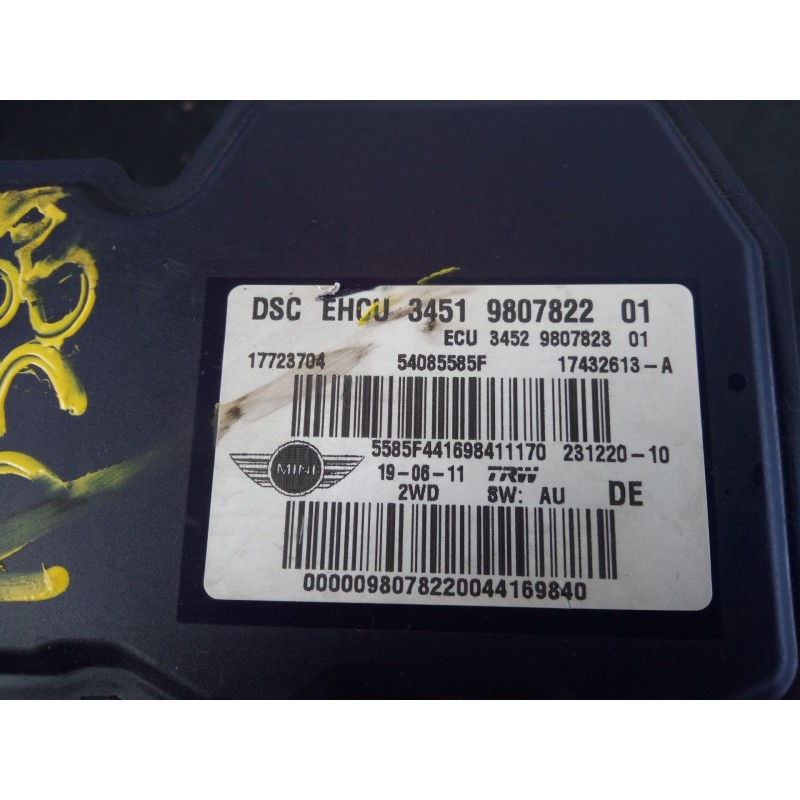 DSC EHCU 3451 9807822 01
ECU 3452 9807823 01
17723704 54085585F 17432613-A
5585F441698411170 231220-10
MINI 19-06-11 TRW
2WD SW: AU DE
0000098078220044169840